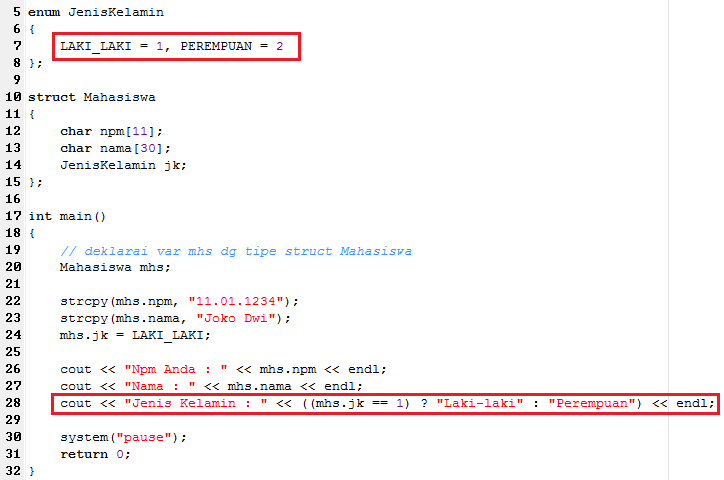 5 enum JenisKelamin
6 {
7     LAKI_LAKI = 1, PEREMPUAN = 2
8 };
9
10 struct Mahasiswa
11 {
12     char npm[11];
13     char nama[30];
14     JenisKelamin jk;
15 };
16
17 int main()
18 {
19     // deklarai var mhs dg tipe struct Mahasiswa
20     Mahasiswa mhs;
21
22     strcpy(mhs.npm, "11.01.1234");
23     strcpy(mhs.nama, "Joko Dwi");
24     mhs.jk = LAKI_LAKI;
25
26     cout << "Npm Anda : " << mhs.npm << endl;
27     cout << "Nama : " << mhs.nama << endl;
28     cout << "Jenis Kelamin : " << ((mhs.jk == 1) ? "Laki-laki" : "Perempuan") << endl;
29
30     system("pause");
31     return 0;
32 }